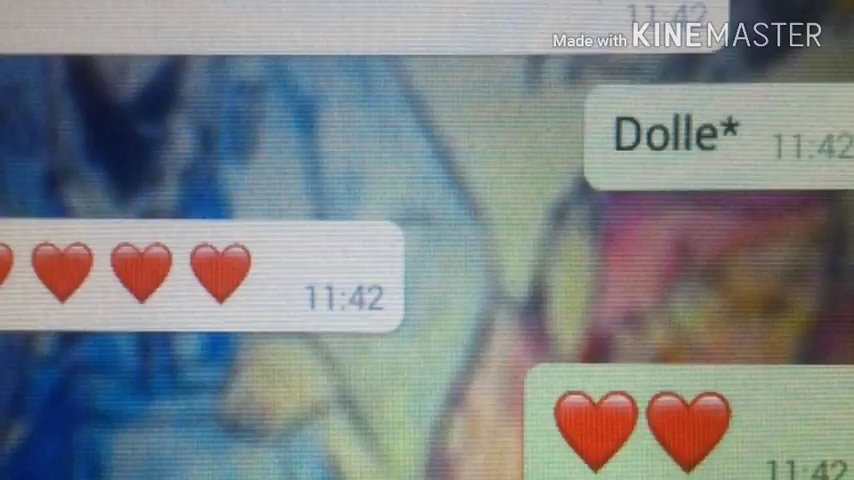 11:42
Made with KINEMASTER
Dolle* 11:42
❤️ ❤️ ❤️ ❤️ 11:42
❤️❤️ 11:42